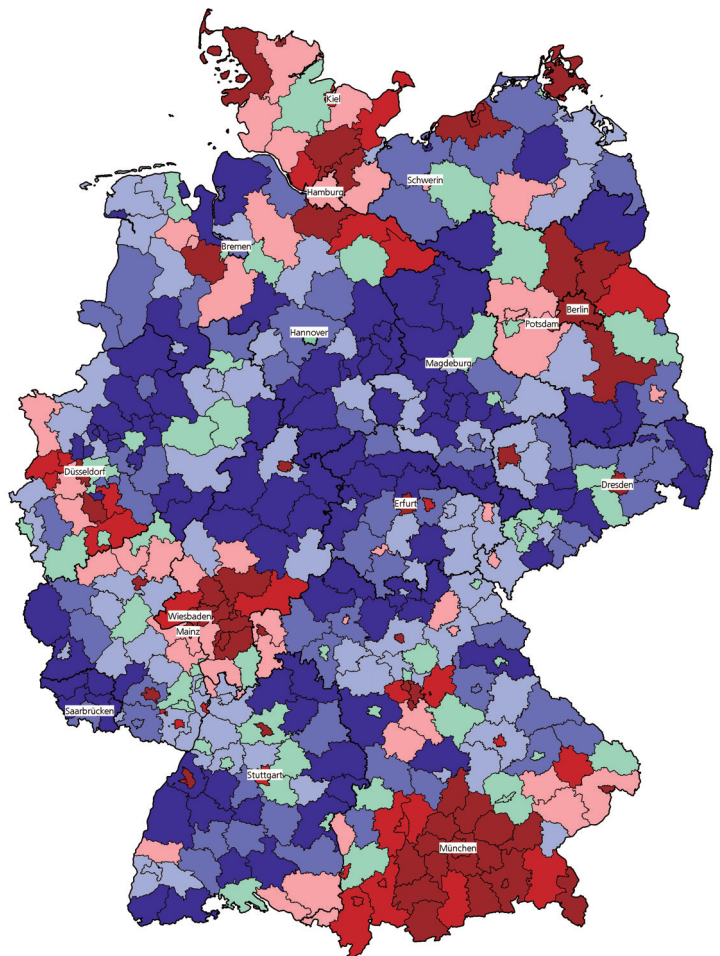 Kiel
Schwerin
Hamburg
Bremen
Berlin
Potsdam
Hannover
Magdeburg
Düsseldorf
Dresden
Erfurt
Wiesbaden
Mainz
Saarbrücken
Stuttgart
München